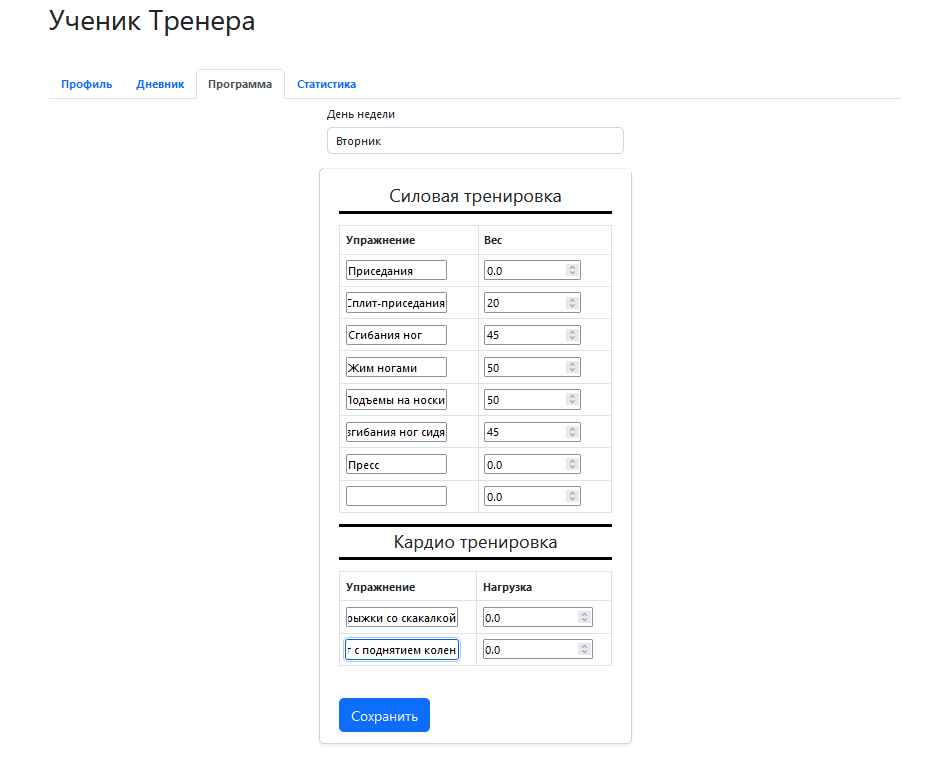 Ученик Тренера
Профиль Дневник Программа Статистика
День недели
Вторник
Силовая тренировка
Упражнение Вес
Приседания 0.0
Сплит-приседания 20
Сгибания ног 45
Жим ногами 50
Подъемы на носки 50
згибания ног сидя 45
Пресс 0.0
0.0
Кардио тренировка
Упражнение Нагрузка
рыжки со скакалкой 0.0
г с поднятием колен 0.0
Сохранить